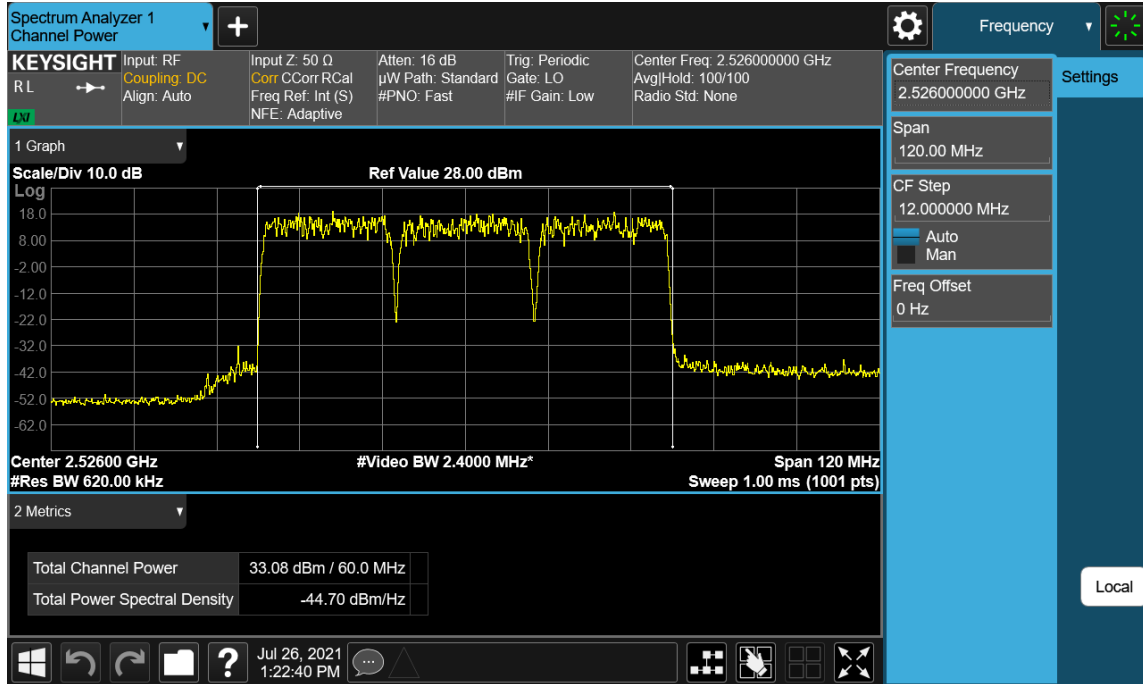 Spectrum Analyzer 1
Channel Power
+
Frequency
KEYSIGHT
R L
LXI
Input: RF
Coupling: DC
Align: Auto
Input Z: 50 Ω
Corr CCorr RCal
Freq Ref: Int (S)
NFE: Adaptive
Atten: 16 dB
µW Path: Standard
#PNO: Fast
Trig: Periodic
Gate: LO
#IF Gain: Low
Center Freq: 2.526000000 GHz
Avg|Hold: 100/100
Radio Std: None
1 Graph
Scale/Div 10.0 dB
Ref Value 28.00 dBm
Log
18.0
8.00
-2.00
-12.0
-22.0
-32.0
-42.0
-52.0
-62.0
Center 2.52600 GHz
#Video BW 2.4000 MHz*
Span 120 MHz
#Res BW 620.00 kHz
Sweep 1.00 ms (1001 pts)
2 Metrics
Total Channel Power 33.08 dBm / 60.0 MHz
Total Power Spectral Density -44.70 dBm/Hz
?
Jul 26, 2021
1:22:40 PM
Center Frequency
2.526000000 GHz
Span
120.00 MHz
CF Step
12.000000 MHz
Auto
Man
Freq Offset
0 Hz
Settings
Local